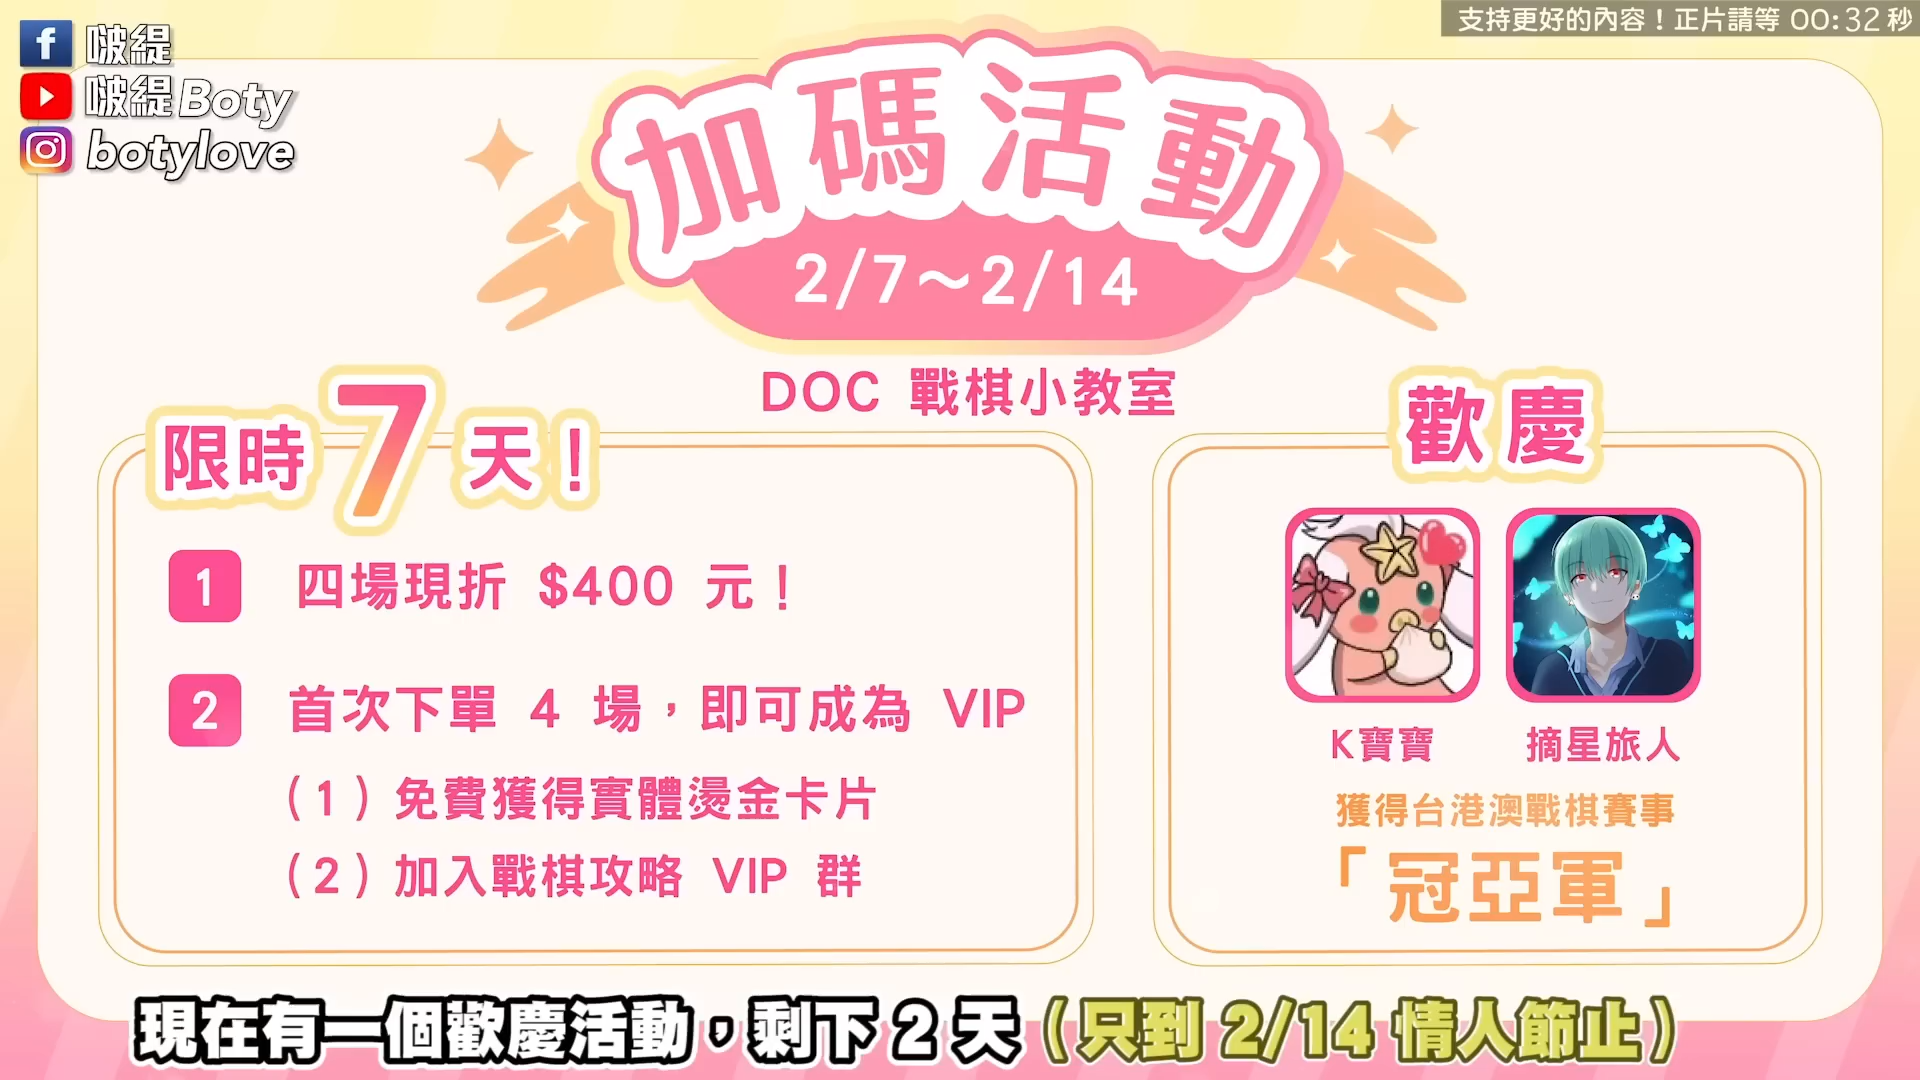 啵緹
啵緹Boty
botylove
支持更好的內容！正片請等 00:32 秒
加碼活動
2/7～2/14
DOC 戰棋小教室
限時7天！
1 四場現折 $400 元！
2 首次下單 4 場，即可成為 VIP
（1）免費獲得實體燙金卡片
（2）加入戰棋攻略 VIP 群
歡慶
K寶寶 摘星旅人
獲得台港澳戰棋賽事
「冠亞軍」
現在有一個歡慶活動，剩下 2 天（只到 2/14 情人節止）